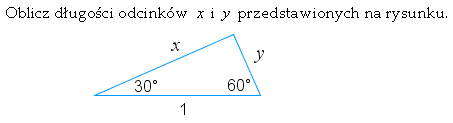 Oblicz długości odcinków x i y przedstawionych na rysunku.
x
y
30° 60°
1